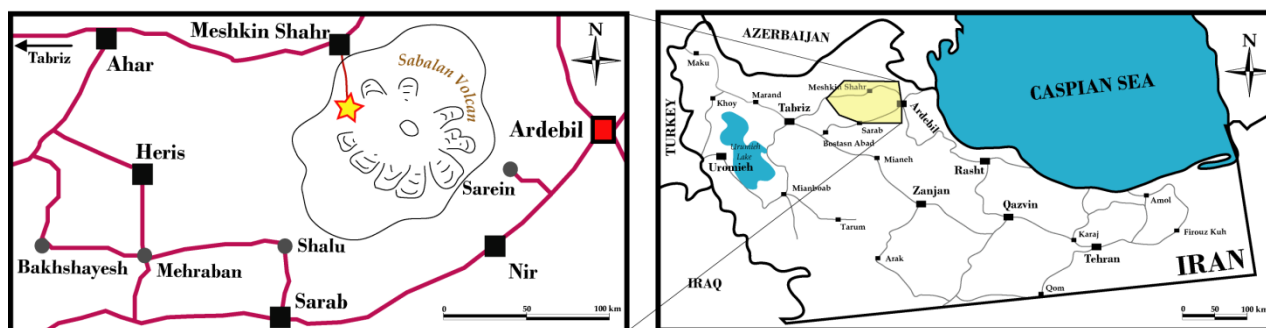 Meshkin Shahr
N
Tabriz
Ahar
Sabalan Volcan
Ardebil
Heris
Sarein
Bakhshayesh
Mehraban
Shalu
Nir
Sarab
0 50 100 km
AZERBAIJAN
N
Maku
CASPIAN SEA
TURKEY
Khoy
Marand
Meshkin Shahr
Tabriz
Ardebil
Sarab
Bostasn Abad
Urumieh
Lake
Uromieh
Mianeh
Rasht
Mianboab
Zanjan
Amol
Qazvin
Tarum
Karaj
Firouz Kuh
Tehran
IRAN
Arak
IRAQ
Qom
0 50 100 km